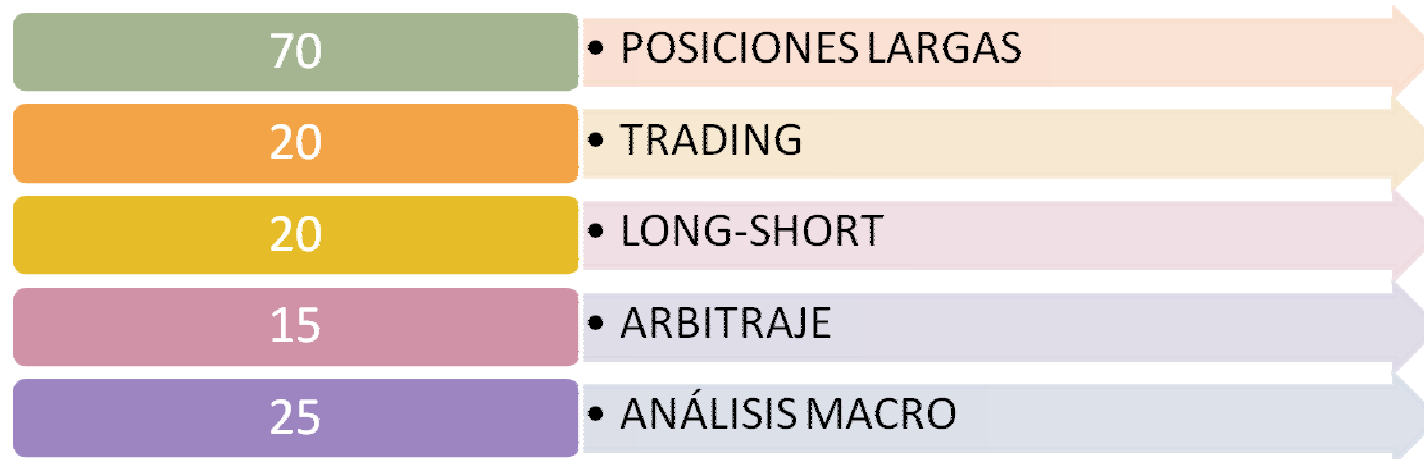 70
• POSICIONES LARGAS
20
• TRADING
20
• LONG-SHORT
15
• ARBITRAJE
25
• ANÁLISIS MACRO